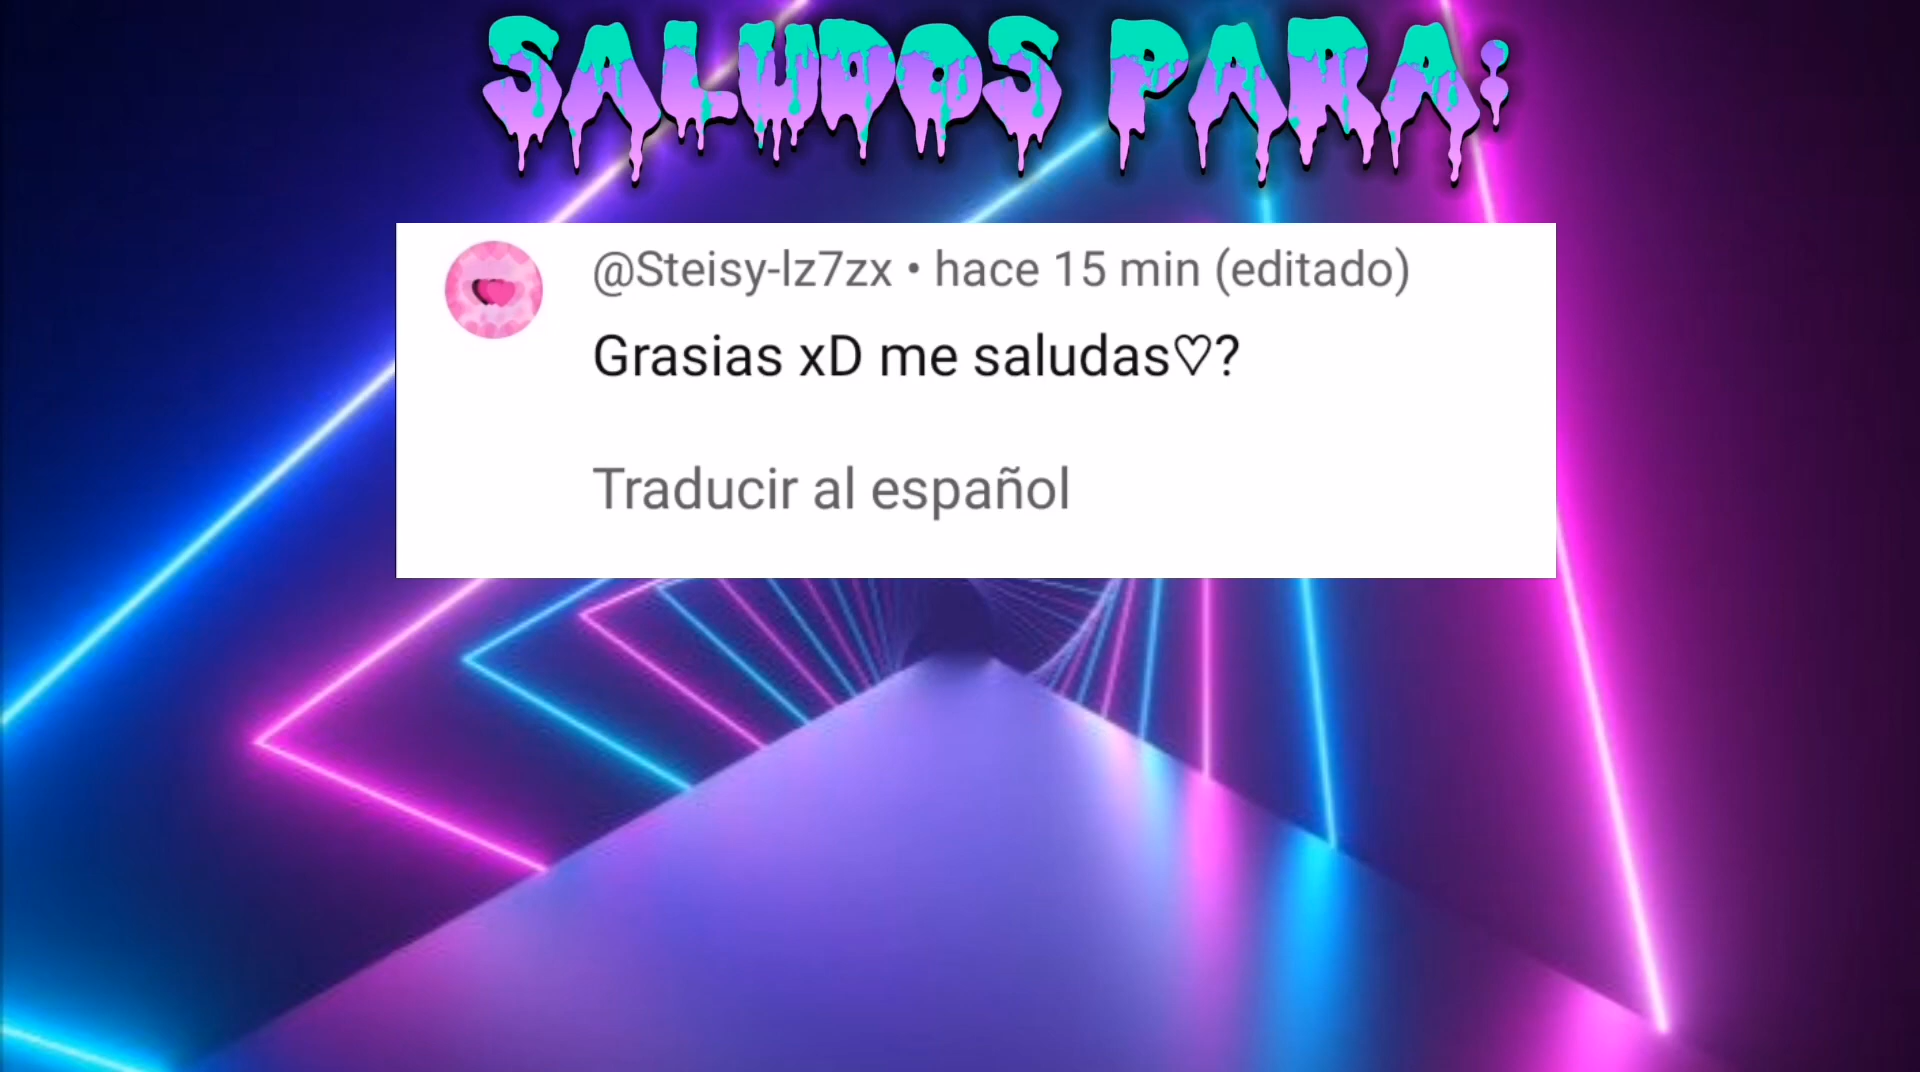 SALUDOS PARA:
@Steisy-lz7zx • hace 15 min (editado)
Grasias xD me saludas♡?
Traducir al español